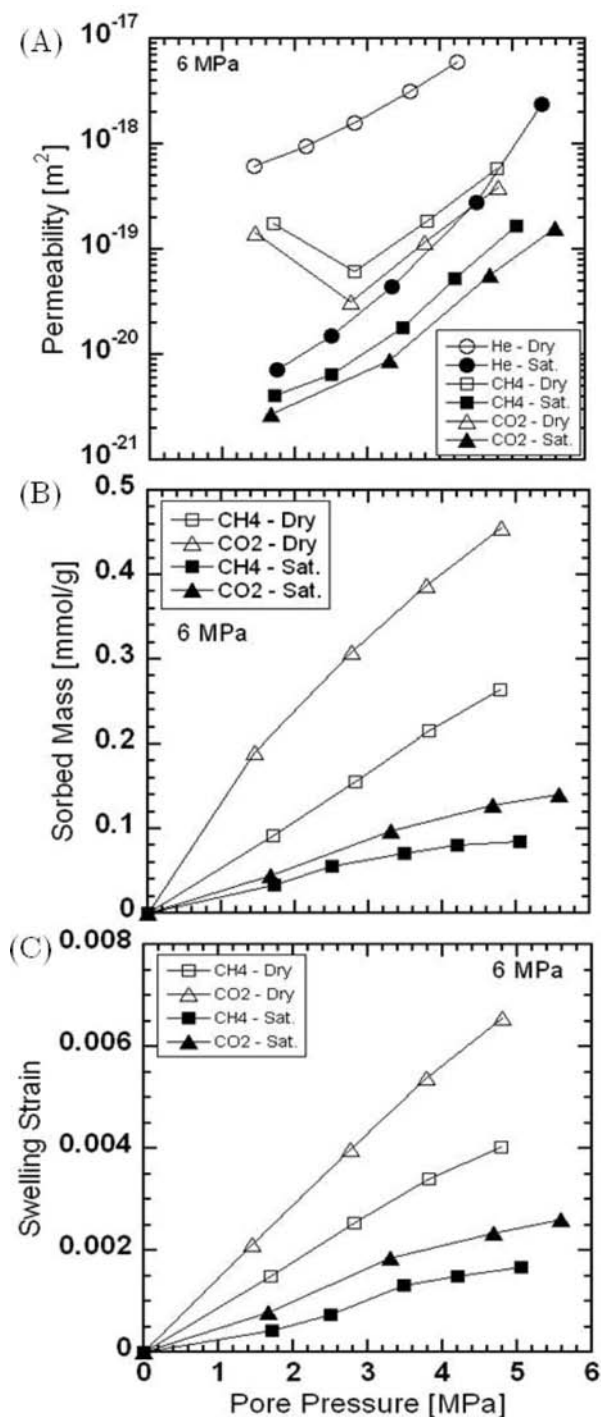 (A)
10⁻¹⁷
6 MPa
10⁻¹⁸
10⁻¹⁹
10⁻²⁰
10⁻²¹
Permeability [m²]
He - Dry
He - Sat.
CH4 - Dry
CH4 - Sat.
CO2 - Dry
CO2 - Sat.
(B)
0.5
0.4
0.3
0.2
0.1
0
Sorbed Mass [mmol/g]
CH4 - Dry
CO2 - Dry
CH4 - Sat.
CO2 - Sat.
6 MPa
(C)
0.008
0.006
0.004
0.002
0
Swelling Strain
CH4 - Dry
CO2 - Dry
CH4 - Sat.
CO2 - Sat.
6 MPa
0 1 2 3 4 5 6
Pore Pressure [MPa]